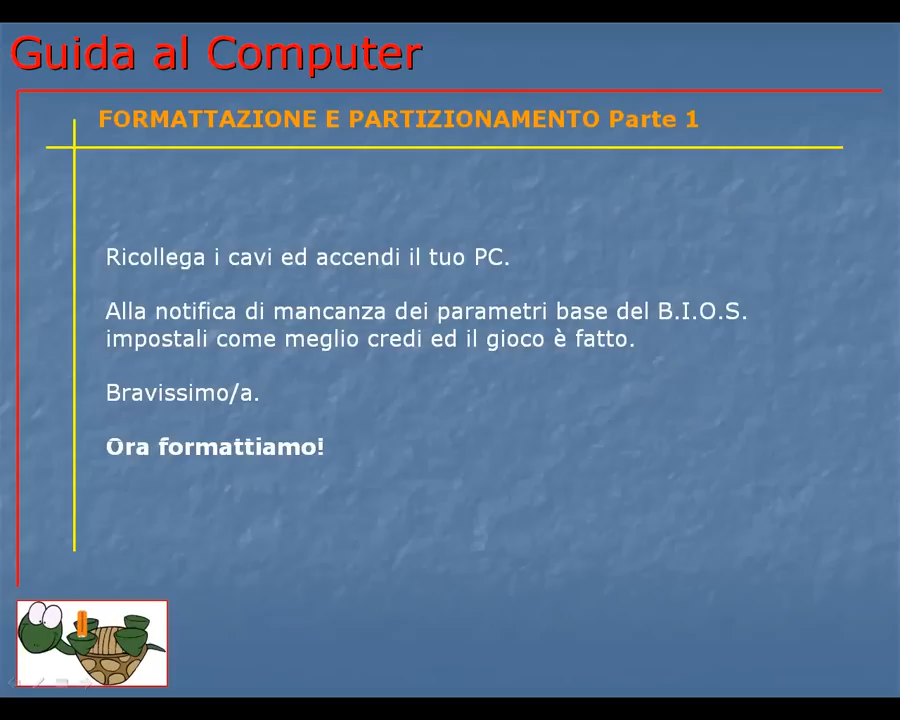 Guida al Computer
FORMATTAZIONE E PARTIZIONAMENTO Parte 1
Ricollega i cavi ed accendi il tuo PC.
Alla notifica di mancanza dei parametri base del B.I.O.S.
impostali come meglio credi ed il gioco è fatto.
Bravissimo/a.
Ora formattiamo!